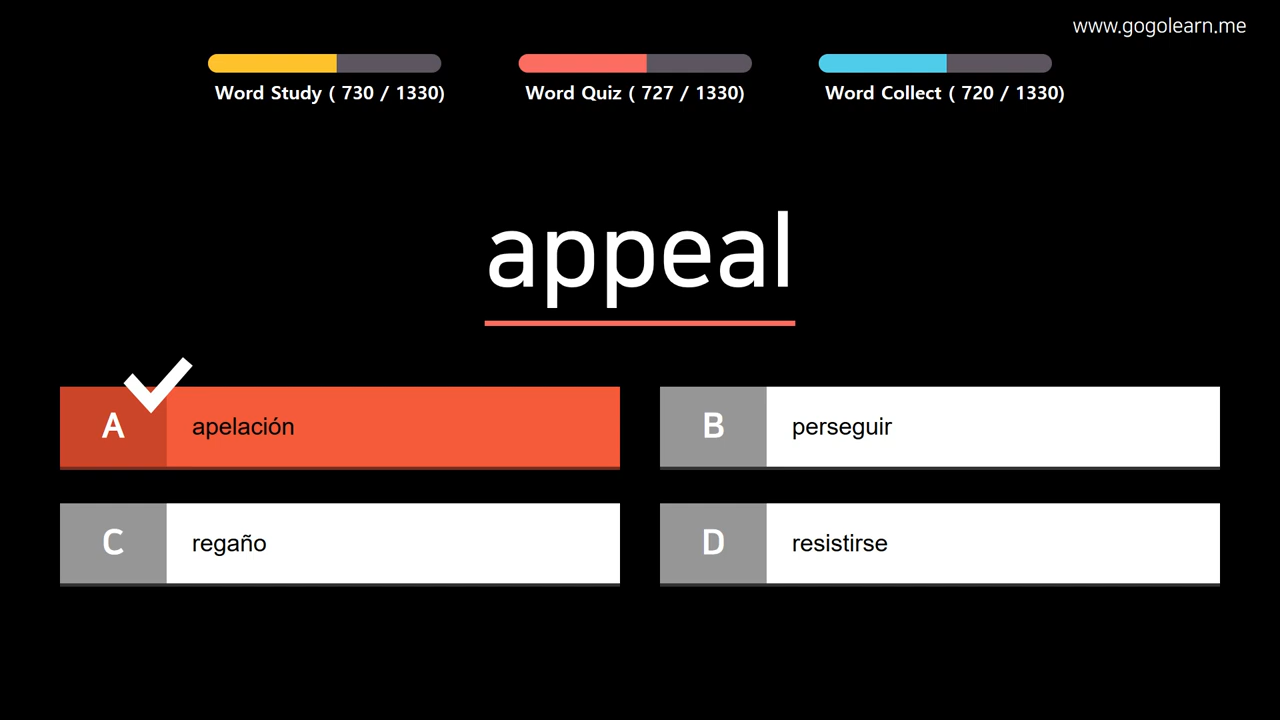 www.gogolearn.me
Word Study ( 730 / 1330)
Word Quiz ( 727 / 1330)
Word Collect ( 720 / 1330)
appeal
A apelación
B perseguir
C regaño
D resistirse